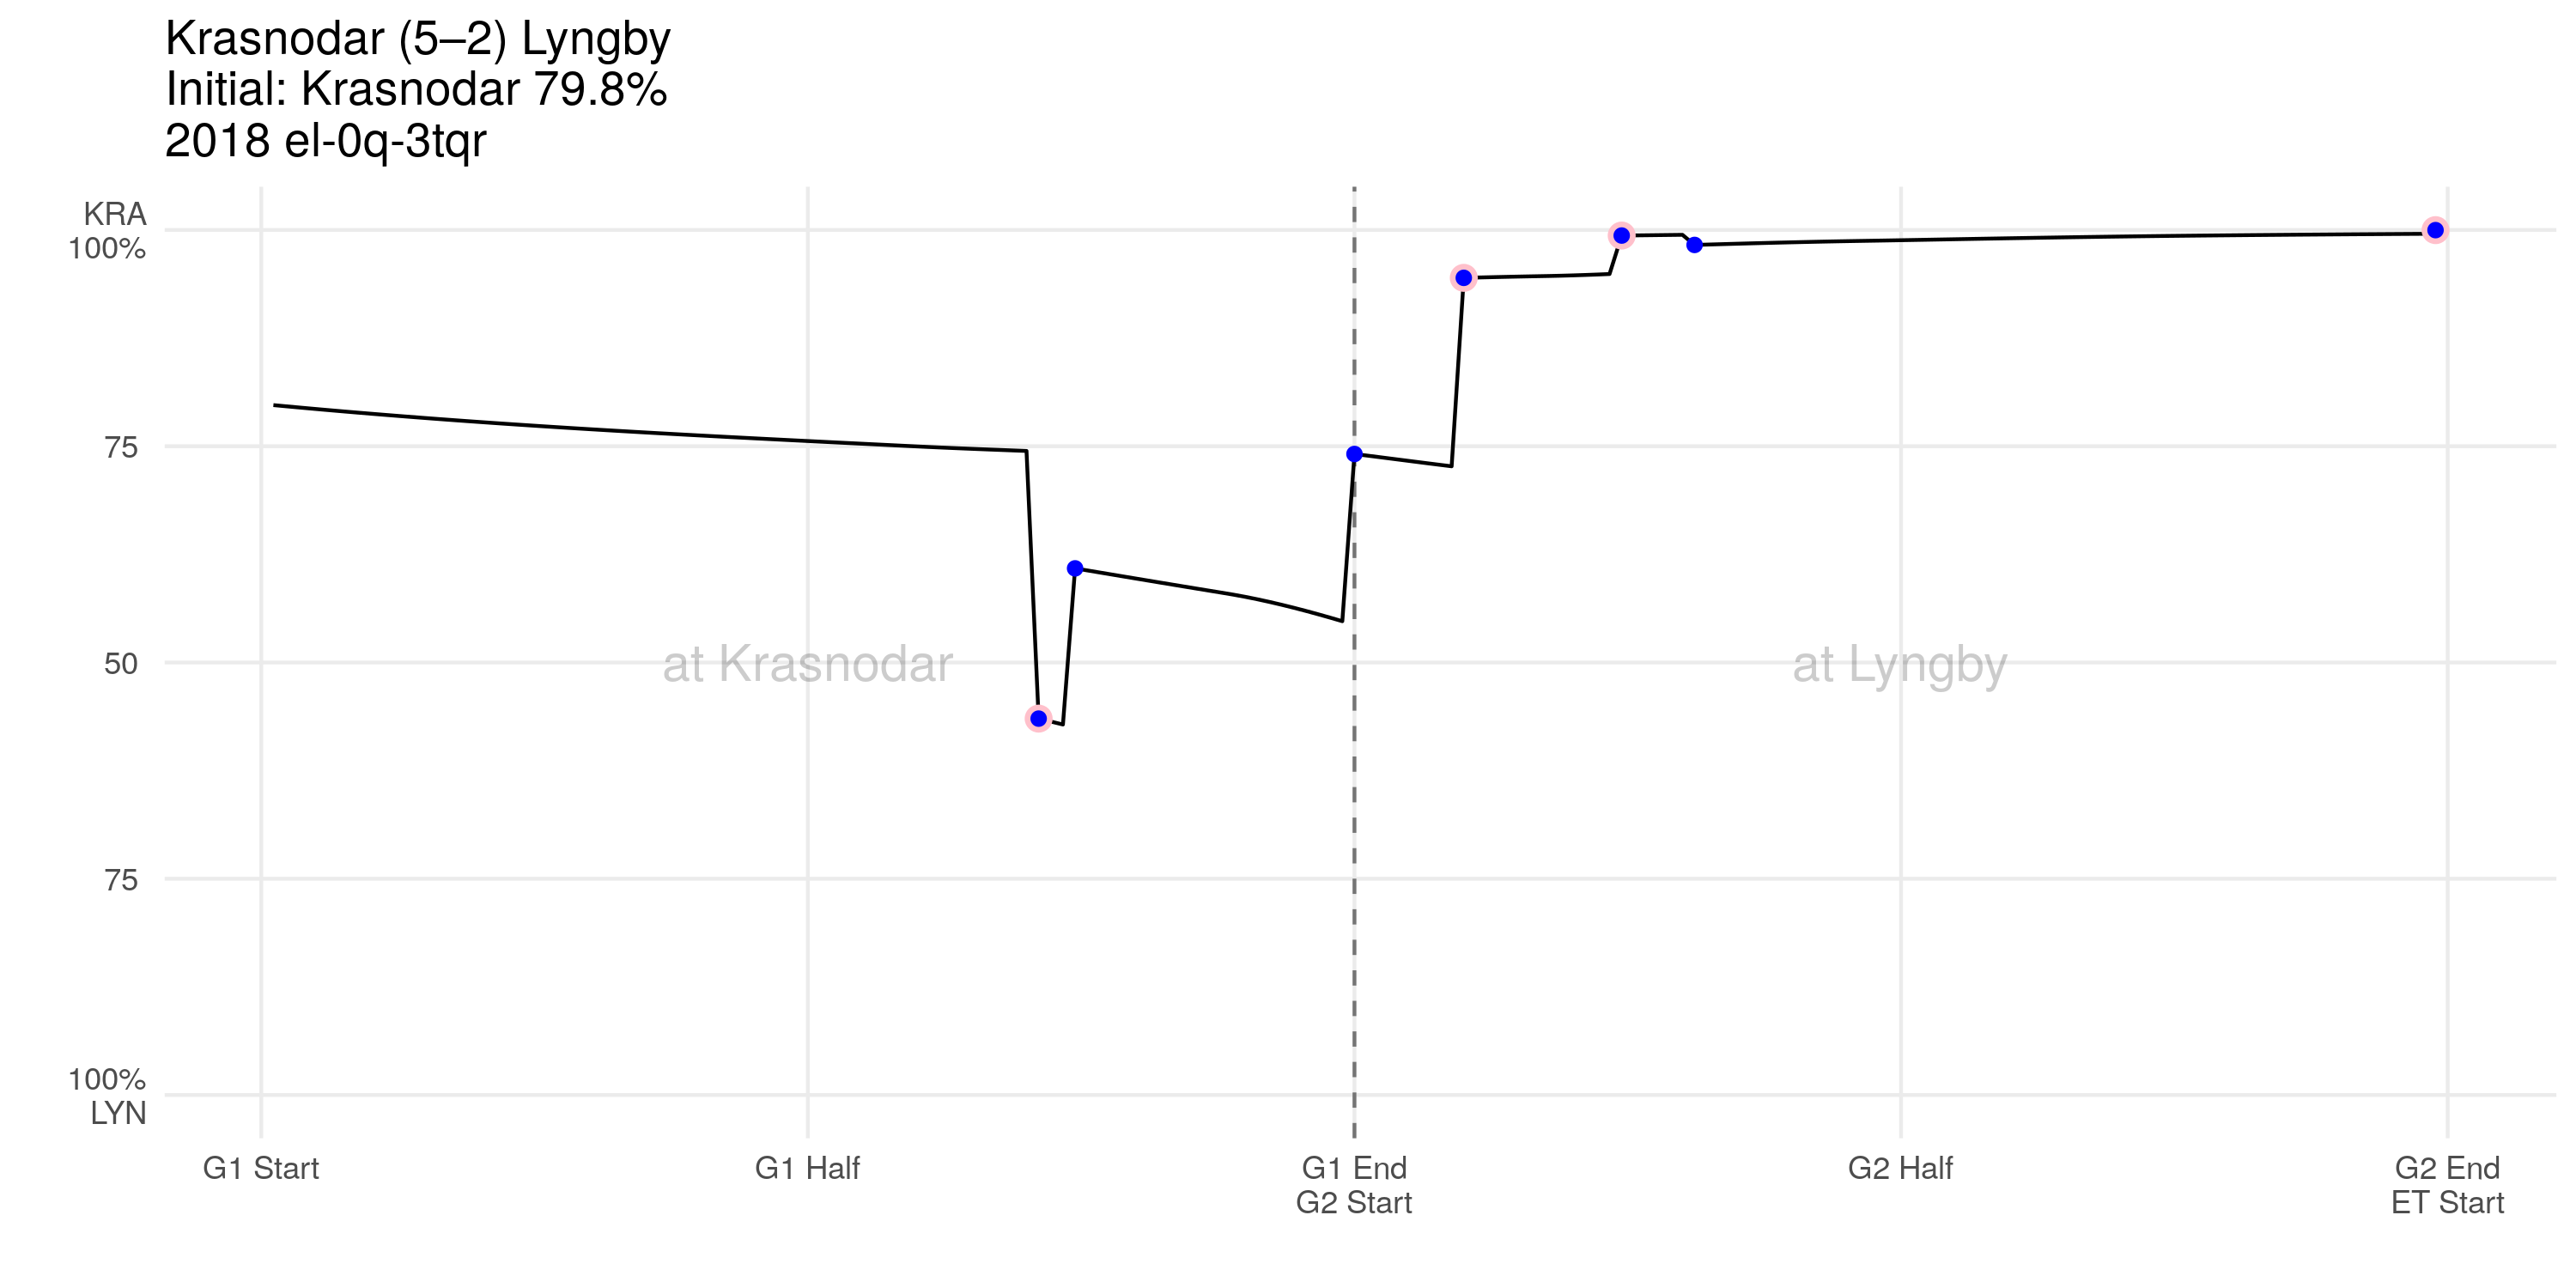 Krasnodar (5–2) Lyngby
Initial: Krasnodar 79.8%
2018 el-0q-3tqr
KRA
100%
75
50
75
100%
LYN
at Krasnodar
at Lyngby
G1 Start
G1 Half
G1 End
G2 Start
G2 Half
G2 End
ET Start